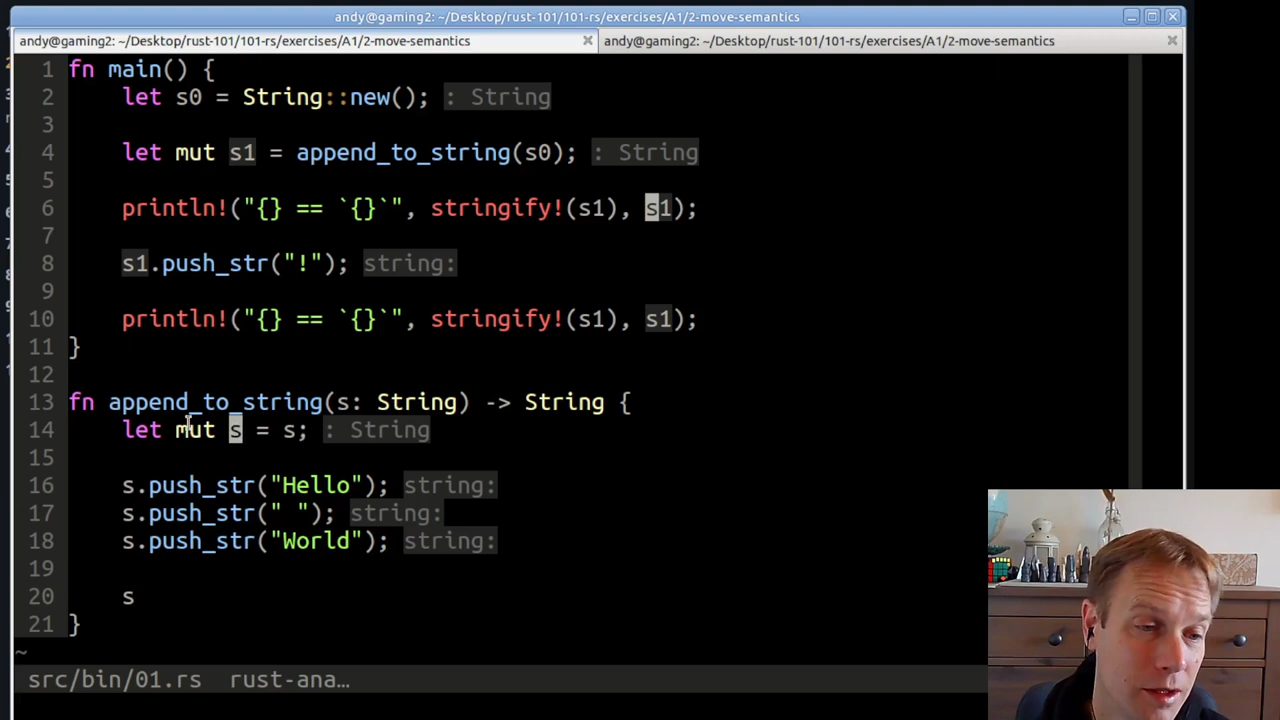 andy@gaming2: ~/Desktop/rust-101/101-rs/exercises/A1/2-move-semantics
andy@gaming2: ~/Desktop/rust-101/101-rs/exercises/A1/2-move-semantics × andy@gaming2: ~/Desktop/rust-101/101-rs/exercises/A1/2-move-semantics ×
1 fn main() {
2     let s0 = String::new(); : String
3
4     let mut s1 = append_to_string(s0); : String
5
6     println!("{} == `{}`", stringify!(s1), s1);
7
8     s1.push_str("!"); string:
9
10     println!("{} == `{}`", stringify!(s1), s1);
11 }
12
13 fn append_to_string(s: String) -> String {
14     let mut s = s; : String
15
16     s.push_str("Hello"); string:
17     s.push_str(" "); string:
18     s.push_str("World"); string:
19
20     s
21 }
~
src/bin/01.rs rust-ana…